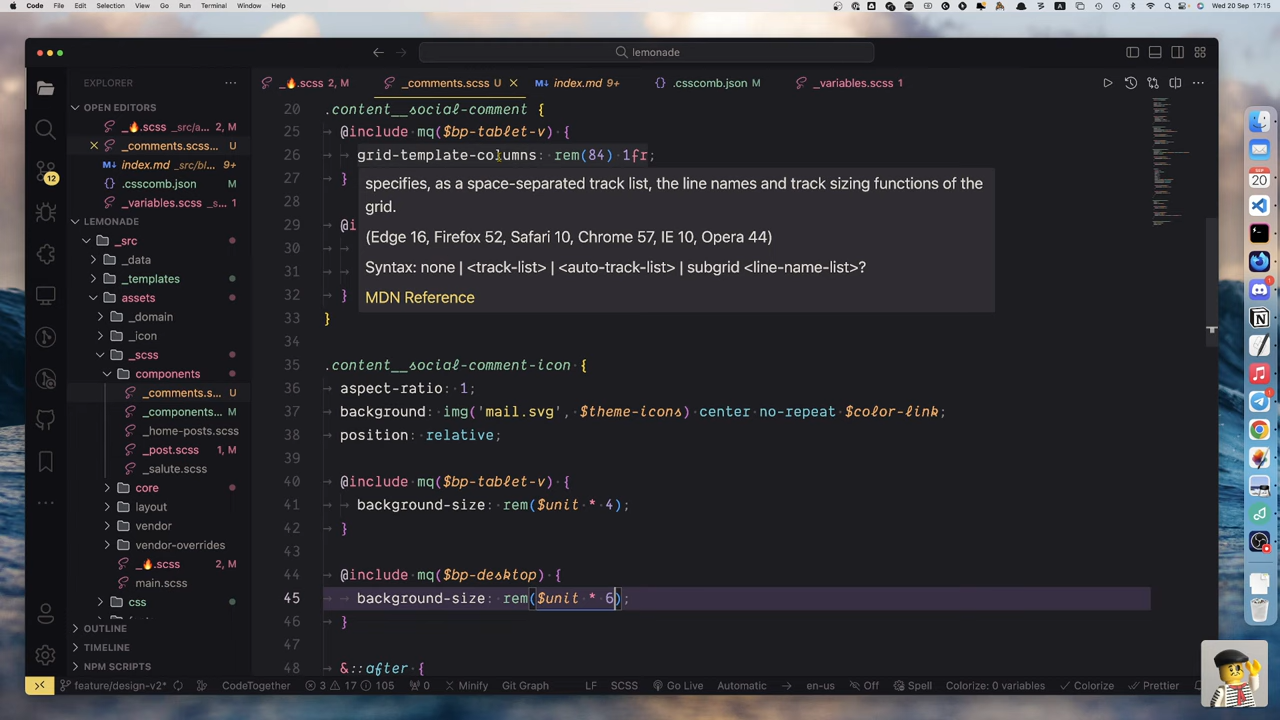 Code File Edit Selection View Go Run Terminal Window Help
Wed 20 Sep 17:15
lemonade
EXPLORER
_🔥.scss 2, M
_comments.scss U
index.md 9+
.csscomb.json M
_variables.scss 1
OPEN EDITORS
_🔥.scss _src/a... 2, M
_comments.scss... U
index.md _src/bl... 9+
.csscomb.json M
_variables.scss _s... 1
LEMONADE
_src
_data
_templates
assets
_domain
_icon
_scss
components
_comments.s... U
_components... M
_home-posts.scss
_post.scss 1, M
_salute.scss
core
layout
vendor
vendor-overrides
_🔥.scss 2, M
main.scss
css
OUTLINE
TIMELINE
NPM SCRIPTS
12
20 .content__social-comment {
25 @include mq($bp-tablet-v) {
26 grid-template-columns: rem(84) 1fr;
27 }
specifies, as a space-separated track list, the line names and track sizing functions of the
grid.
28
29 @i
(Edge 16, Firefox 52, Safari 10, Chrome 57, IE 10, Opera 44)
30
Syntax: none | <track-list> | <auto-track-list> | subgrid <line-name-list>?
31
32 }
MDN Reference
33 }
34
35 .content__social-comment-icon {
36 aspect-ratio: 1;
37 background: img('mail.svg', $theme-icons) center no-repeat $color-link;
38 position: relative;
39
40 @include mq($bp-tablet-v) {
41 background-size: rem($unit * 4);
42 }
43
44 @include mq($bp-desktop) {
45 background-size: rem($unit * 6);
46 }
47
48 &::after {
feature/design-v2* CodeTogether 3 17 105 0 Minify Git Graph LF SCSS Go Live Automatic en-us Off Spell Colorize: 0 variables Colorize Prettier